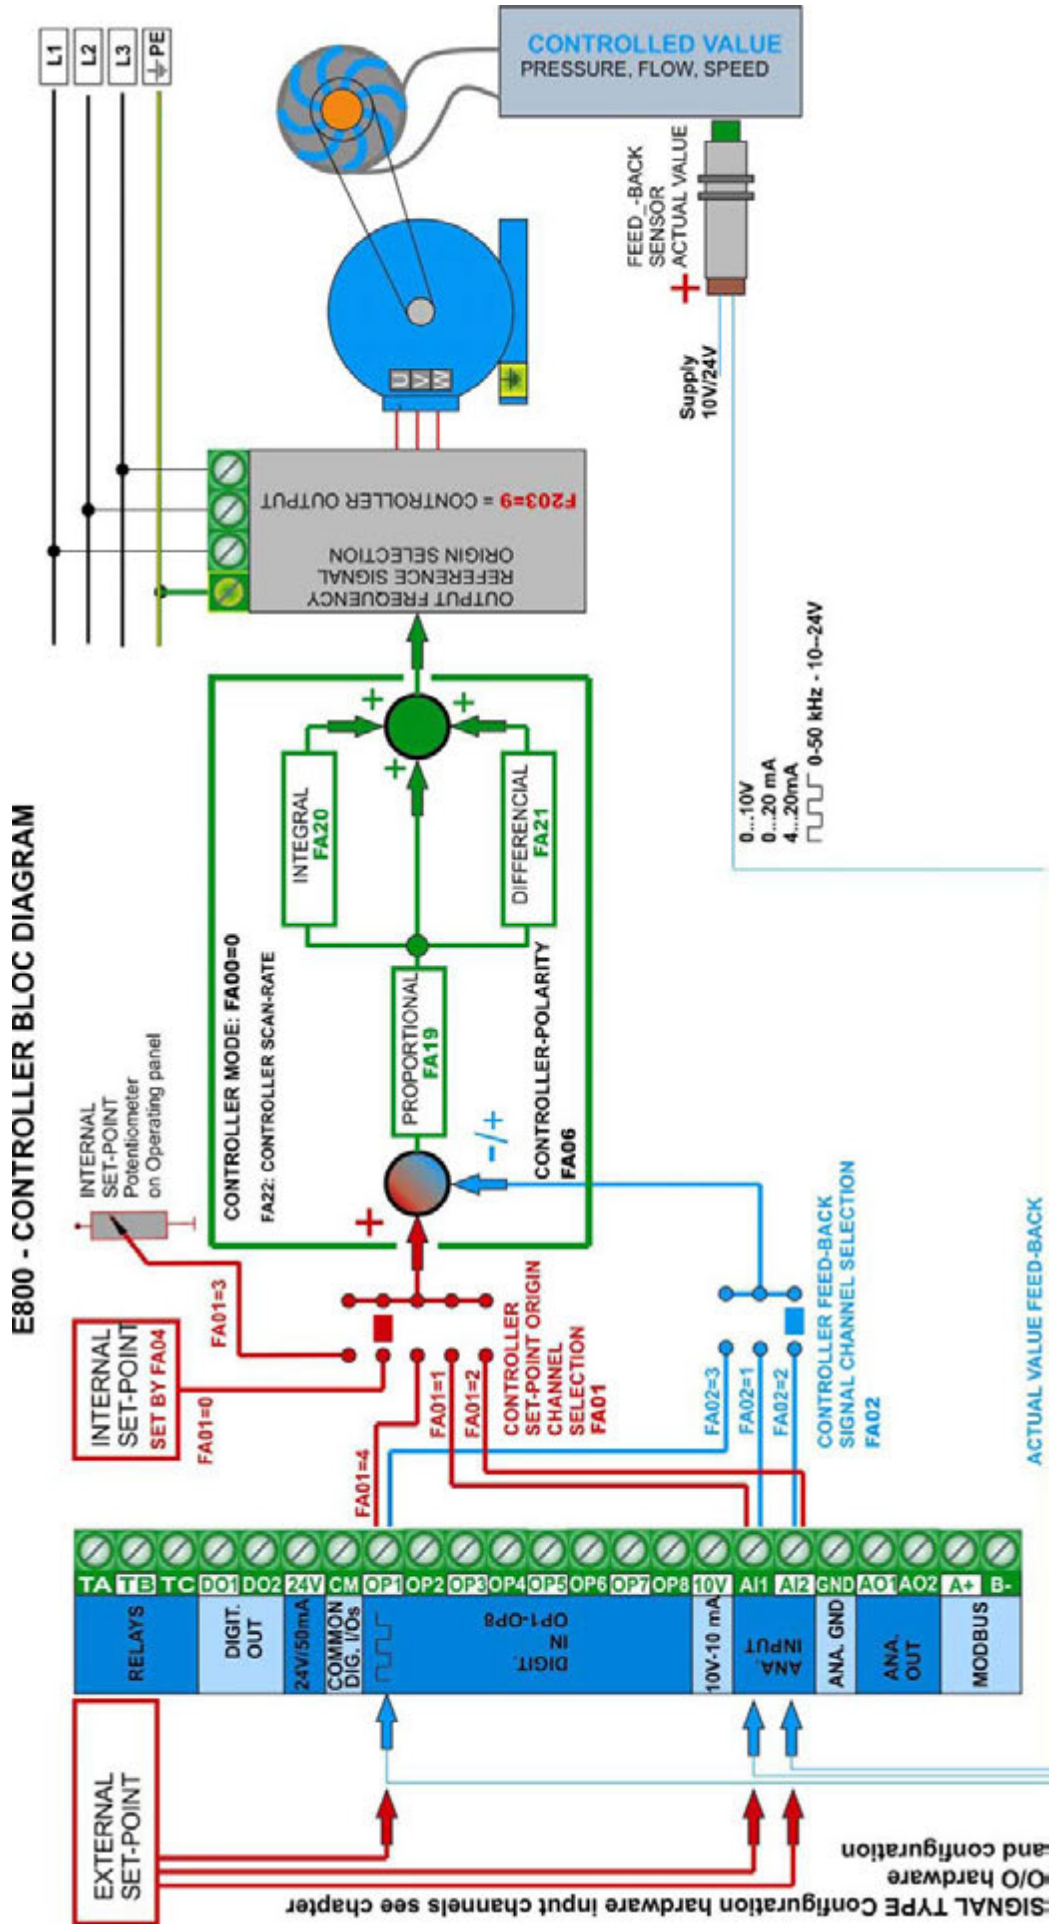 E800 - CONTROLLER BLOC DIAGRAM
L1
L2
L3
PE
CONTROLLED VALUE
PRESSURE, FLOW, SPEED
FEED_-BACK
SENSOR
ACTUAL VALUE
+
Supply
10V/24V
U
V
W
F203=9 = CONTROLLER OUTPUT
OUTPUT FREQUENCY
REFERENCE SIGNAL
ORIGIN SELECTION
0...10V
0...20 mA
4...20mA
0-50 kHz - 10--24V
CONTROLLER MODE: FA00=0
FA22: CONTROLLER SCAN-RATE
INTEGRAL
FA20
PROPORTIONAL
FA19
DIFFERENCIAL
FA21
+
+
+
+
-/+
CONTROLLER-POLARITY
FA06
INTERNAL
SET-POINT
Potentiometer
on Operating panel
INTERNAL
SET-POINT
SET BY FA04
FA01=3
FA01=0
FA01=4
FA01=1
FA01=2
CONTROLLER
SET-POINT ORIGIN
CHANNEL
SELECTION
FA01
FA02=3
FA02=1
FA02=2
CONTROLLER FEED-BACK
SIGNAL CHANNEL SELECTION
FA02
ACTUAL VALUE FEED-BACK
TA
TB
TC
DO1
DO2
24V
CM
OP1
OP2
OP3
OP4
OP5
OP6
OP7
OP8
10V
AI1
AI2
GND
AO1
AO2
A+
B-
RELAYS
DIGIT.
OUT
24V/50mA
COMMON
DIG. I/Os
DIGIT.
IN
OP1-OP8
10V-10 mA
ANA.
INPUT
ANA. GND
ANA.
OUT
MODBUS
EXTERNAL
SET-POINT
SIGNAL TYPE Configuration hardware input channels see chapter
O/O hardware
and configuration